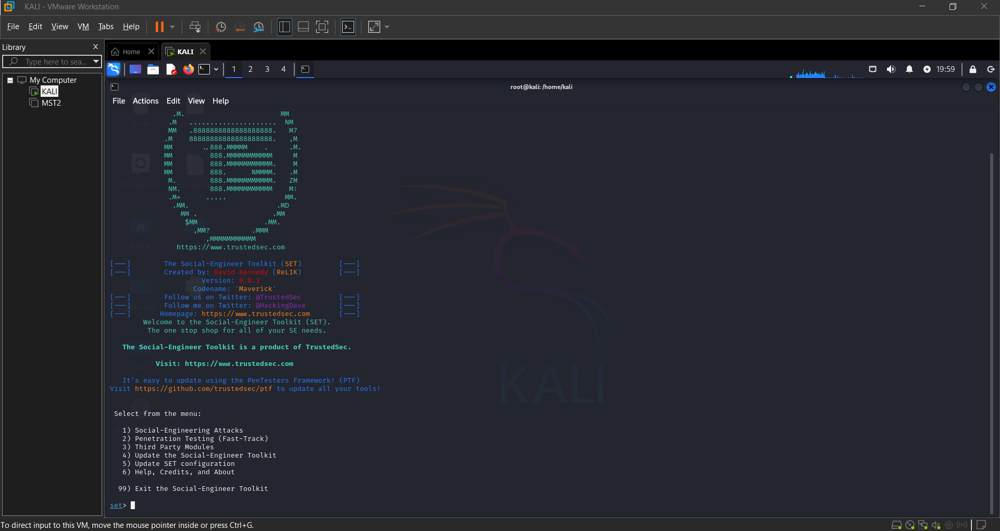 KALI - VMware Workstation
File Edit View VM Tabs Help
Library
Type here to sea...
My Computer
KALI
MST2
Home KALI
1 2 3 4 19:59
root@kali: /home/kali
File Actions Edit View Help
Trash
File System
rockyou.txt
Home
IDA
.M. MM
.M ..................... NM
MM .8888888888888888888. M7
.M 88888888888888888888. ,M
MM ..888.MMMMM . .M.
MM 888.MMMMMMMMMMM M
MM 888.MMMMMMMMMMM. M
MM 888. NMMMM. .M
M. 888.MMMMMMMMMMM. ZM
NM. 888.MMMMMMMMMMM M:
.M+ ..... MM.
.MM. .MD
MM . .MM
$MM .MM.
,MM? .MMM
,MMMMMMMMMMM
https://www.trustedsec.com
[---] The Social-Engineer Toolkit (SET) [---]
[---] Created by: David Kennedy (ReL1K) [---]
Version: 8.0.3
Codename: 'Maverick'
[---] Follow us on Twitter: @TrustedSec [---]
[---] Follow me on Twitter: @HackingDave [---]
[---] Homepage: https://www.trustedsec.com [---]
Welcome to the Social-Engineer Toolkit (SET).
The one stop shop for all of your SE needs.
The Social-Engineer Toolkit is a product of TrustedSec.
Visit: https://www.trustedsec.com
It's easy to update using the PenTesters Framework! (PTF)
Visit https://github.com/trustedsec/ptf to update all your tools!
KALI
Select from the menu:
1) Social-Engineering Attacks
2) Penetration Testing (Fast-Track)
3) Third Party Modules
4) Update the Social-Engineer Toolkit
5) Update SET configuration
6) Help, Credits, and About
99) Exit the Social-Engineer Toolkit
set>
To direct input to this VM, move the mouse pointer inside or press Ctrl+G.